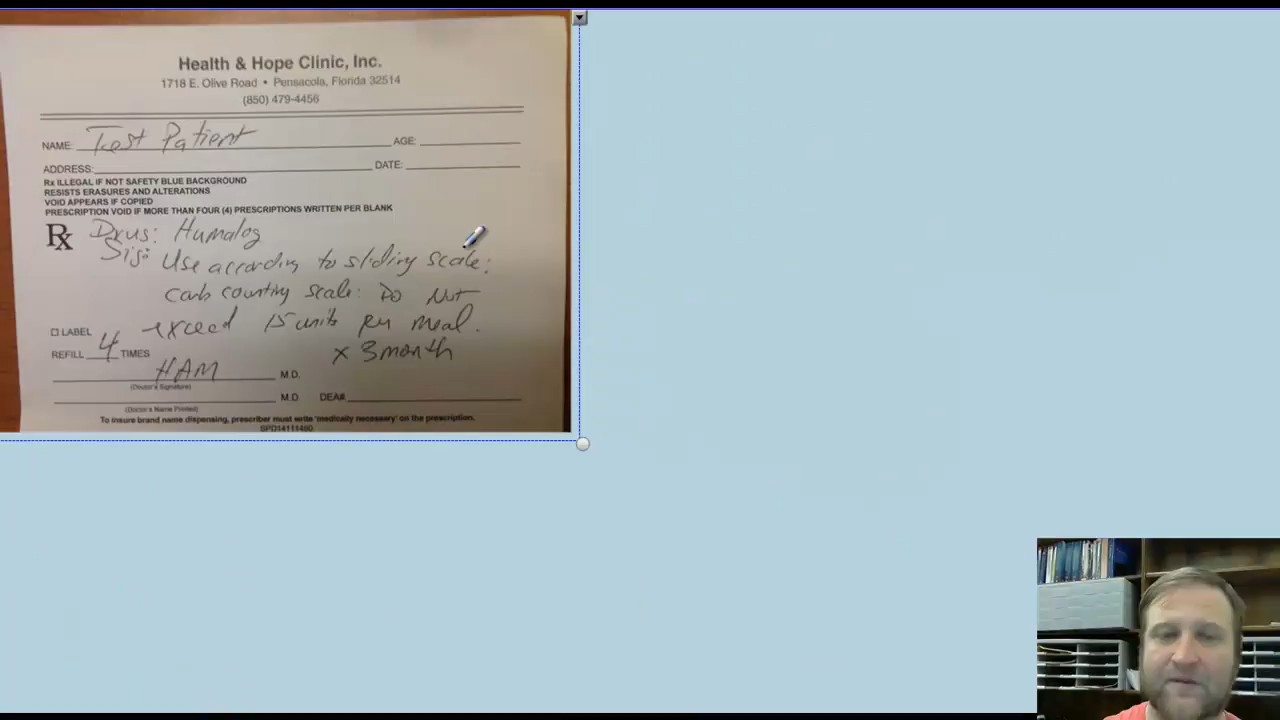 Health & Hope Clinic, Inc.
1718 E. Olive Road • Pensacola, Florida 32514
(850) 479-4456
NAME: Test Patient AGE:
ADDRESS: DATE:
Rx ILLEGAL IF NOT SAFETY BLUE BACKGROUND
RESISTS ERASURES AND ALTERATIONS
VOID APPEARS IF COPIED
PRESCRIPTION VOID IF MORE THAN FOUR (4) PRESCRIPTIONS WRITTEN PER BLANK
Rx Drug: Humalog
Sig: Use according to sliding scale:
carb counting scale: Do Not
exceed 15 units per meal.
☐ LABEL
REFILL 4 TIMES x 3 month
HAM M.D.
(Doctor's Signature)
M.D. DEA#
(Doctor's Name Printed)
To insure brand name dispensing, prescriber must write 'medically necessary' on the prescription.
SPD14111460